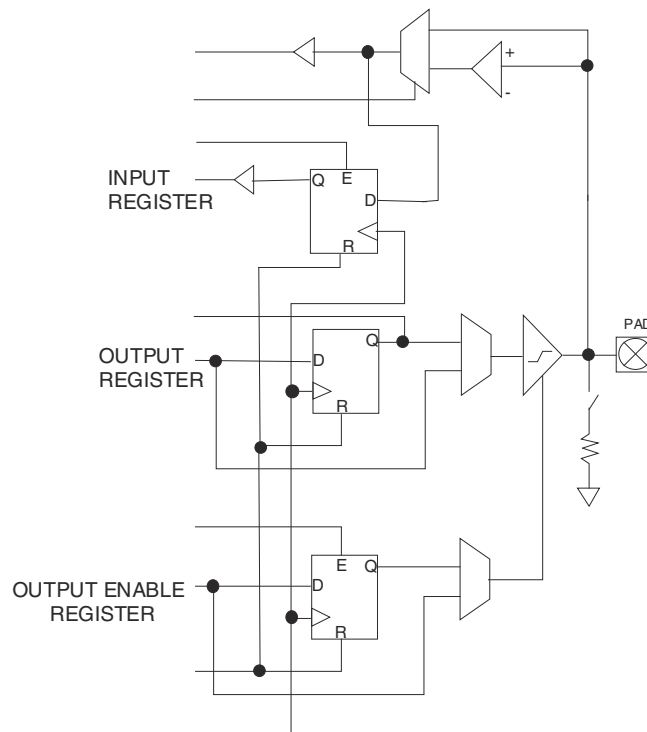 +
-
E
INPUT
REGISTER
Q
D
R
PAD
OUTPUT
REGISTER
Q
D
R
OUTPUT ENABLE
REGISTER
E
Q
D
R